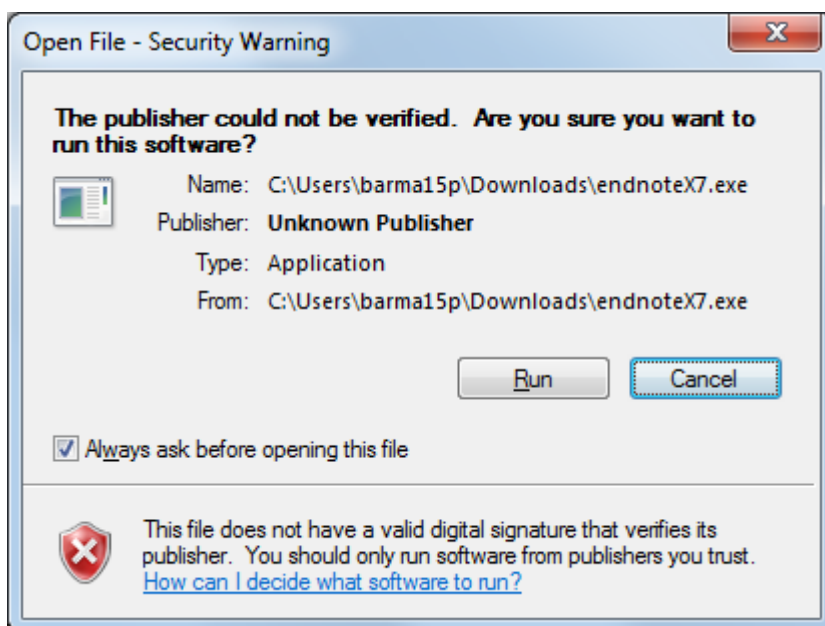 Open File - Security Warning
The publisher could not be verified. Are you sure you want to
run this software?
Name: C:\Users\barma15p\Downloads\endnoteX7.exe
Publisher: Unknown Publisher
Type: Application
From: C:\Users\barma15p\Downloads\endnoteX7.exe
Run Cancel
Always ask before opening this file
This file does not have a valid digital signature that verifies its
publisher. You should only run software from publishers you trust.
How can I decide what software to run?